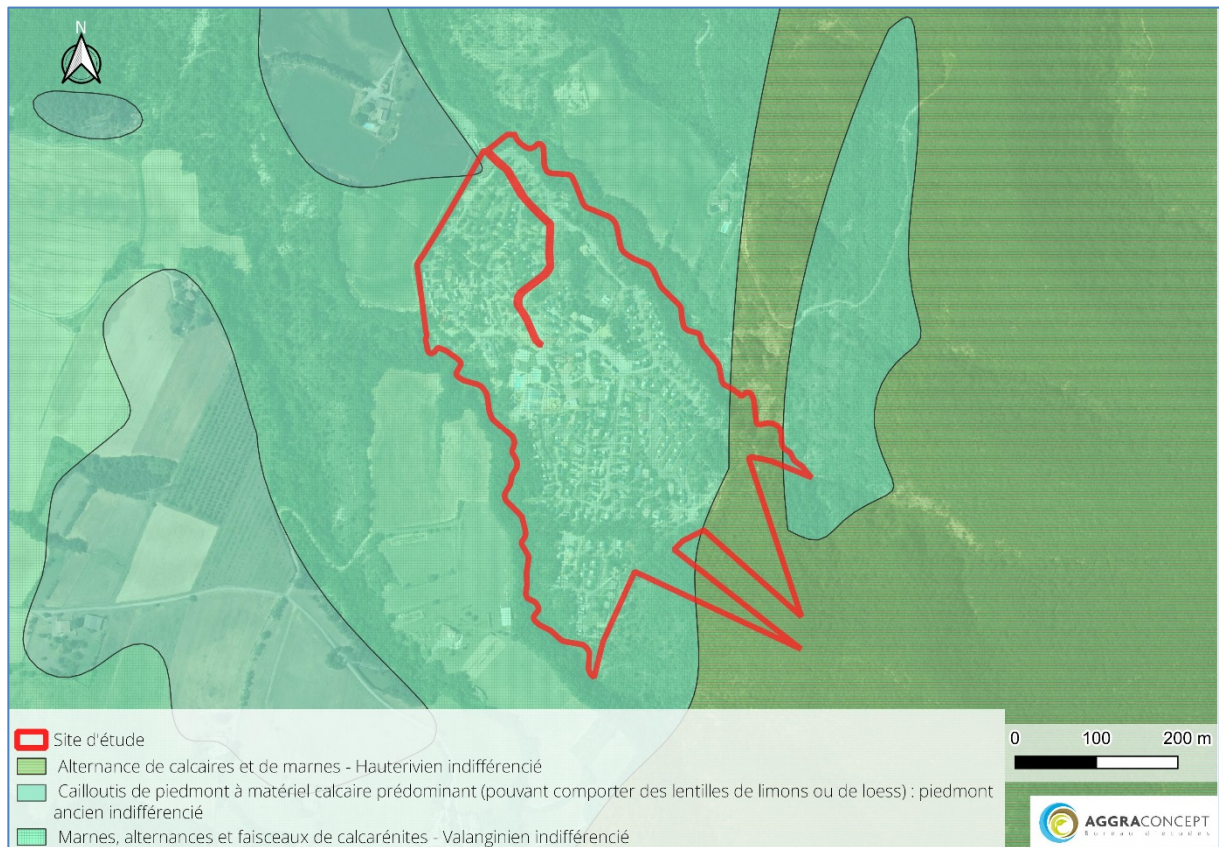 N
Site d'étude
Alternance de calcaires et de marnes - Hauterivien indifférencié
Cailloutis de piedmont à matériel calcaire prédominant (pouvant comporter des lentilles de limons ou de loess) : piedmont
ancien indifférencié
Marnes, alternances et faisceaux de calcarénites - Valanginien indifférencié
0 100 200 m
AGGRACONCEPT
Bureau d'études